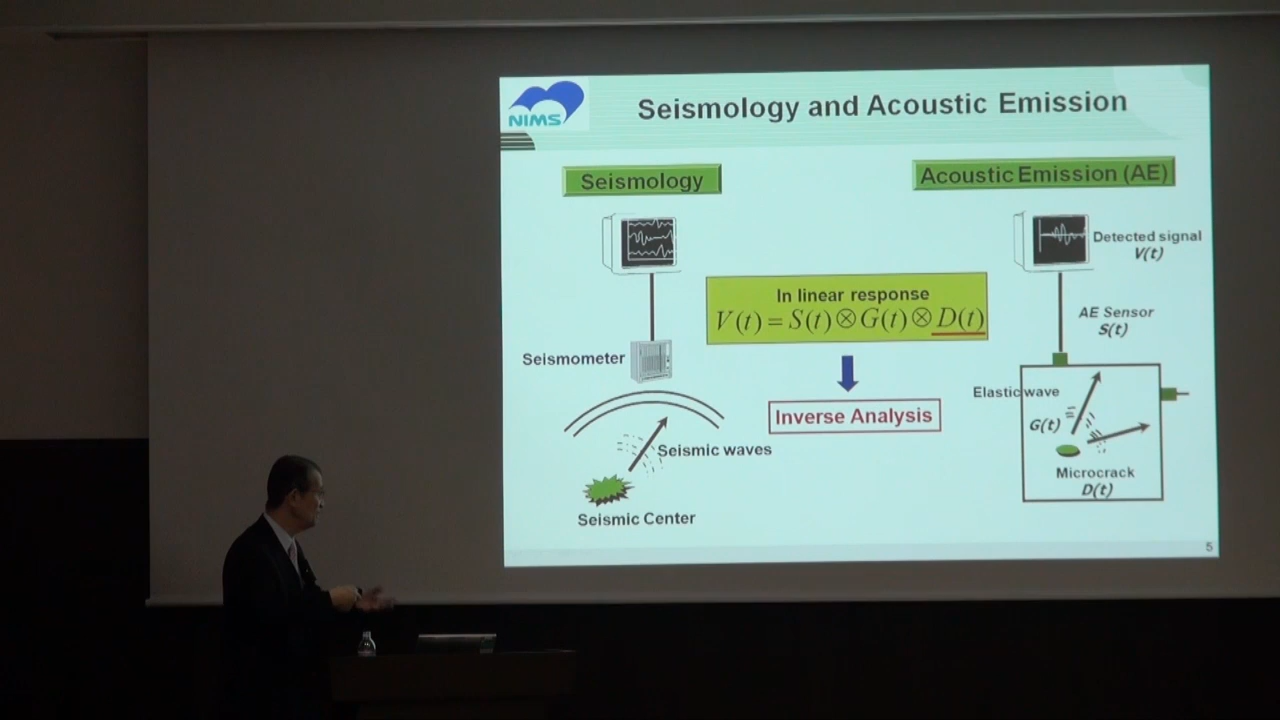 NIMS
Seismology and Acoustic Emission
Seismology
Acoustic Emission (AE)
Detected signal
V(t)
In linear response
V(t) = S(t) ⊗ G(t) ⊗ D(t)
AE Sensor
S(t)
Seismometer
Elastic wave
Inverse Analysis
G(t)
Seismic waves
Microcrack
D(t)
Seismic Center
5